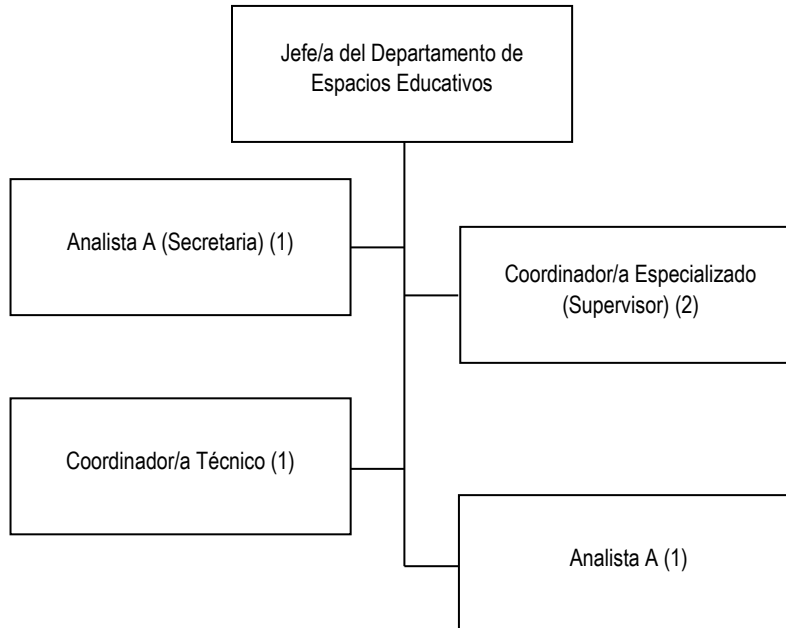 Jefe/a del Departamento de
Espacios Educativos
Analista A (Secretaria) (1)
Coordinador/a Especializado
(Supervisor) (2)
Coordinador/a Técnico (1)
Analista A (1)